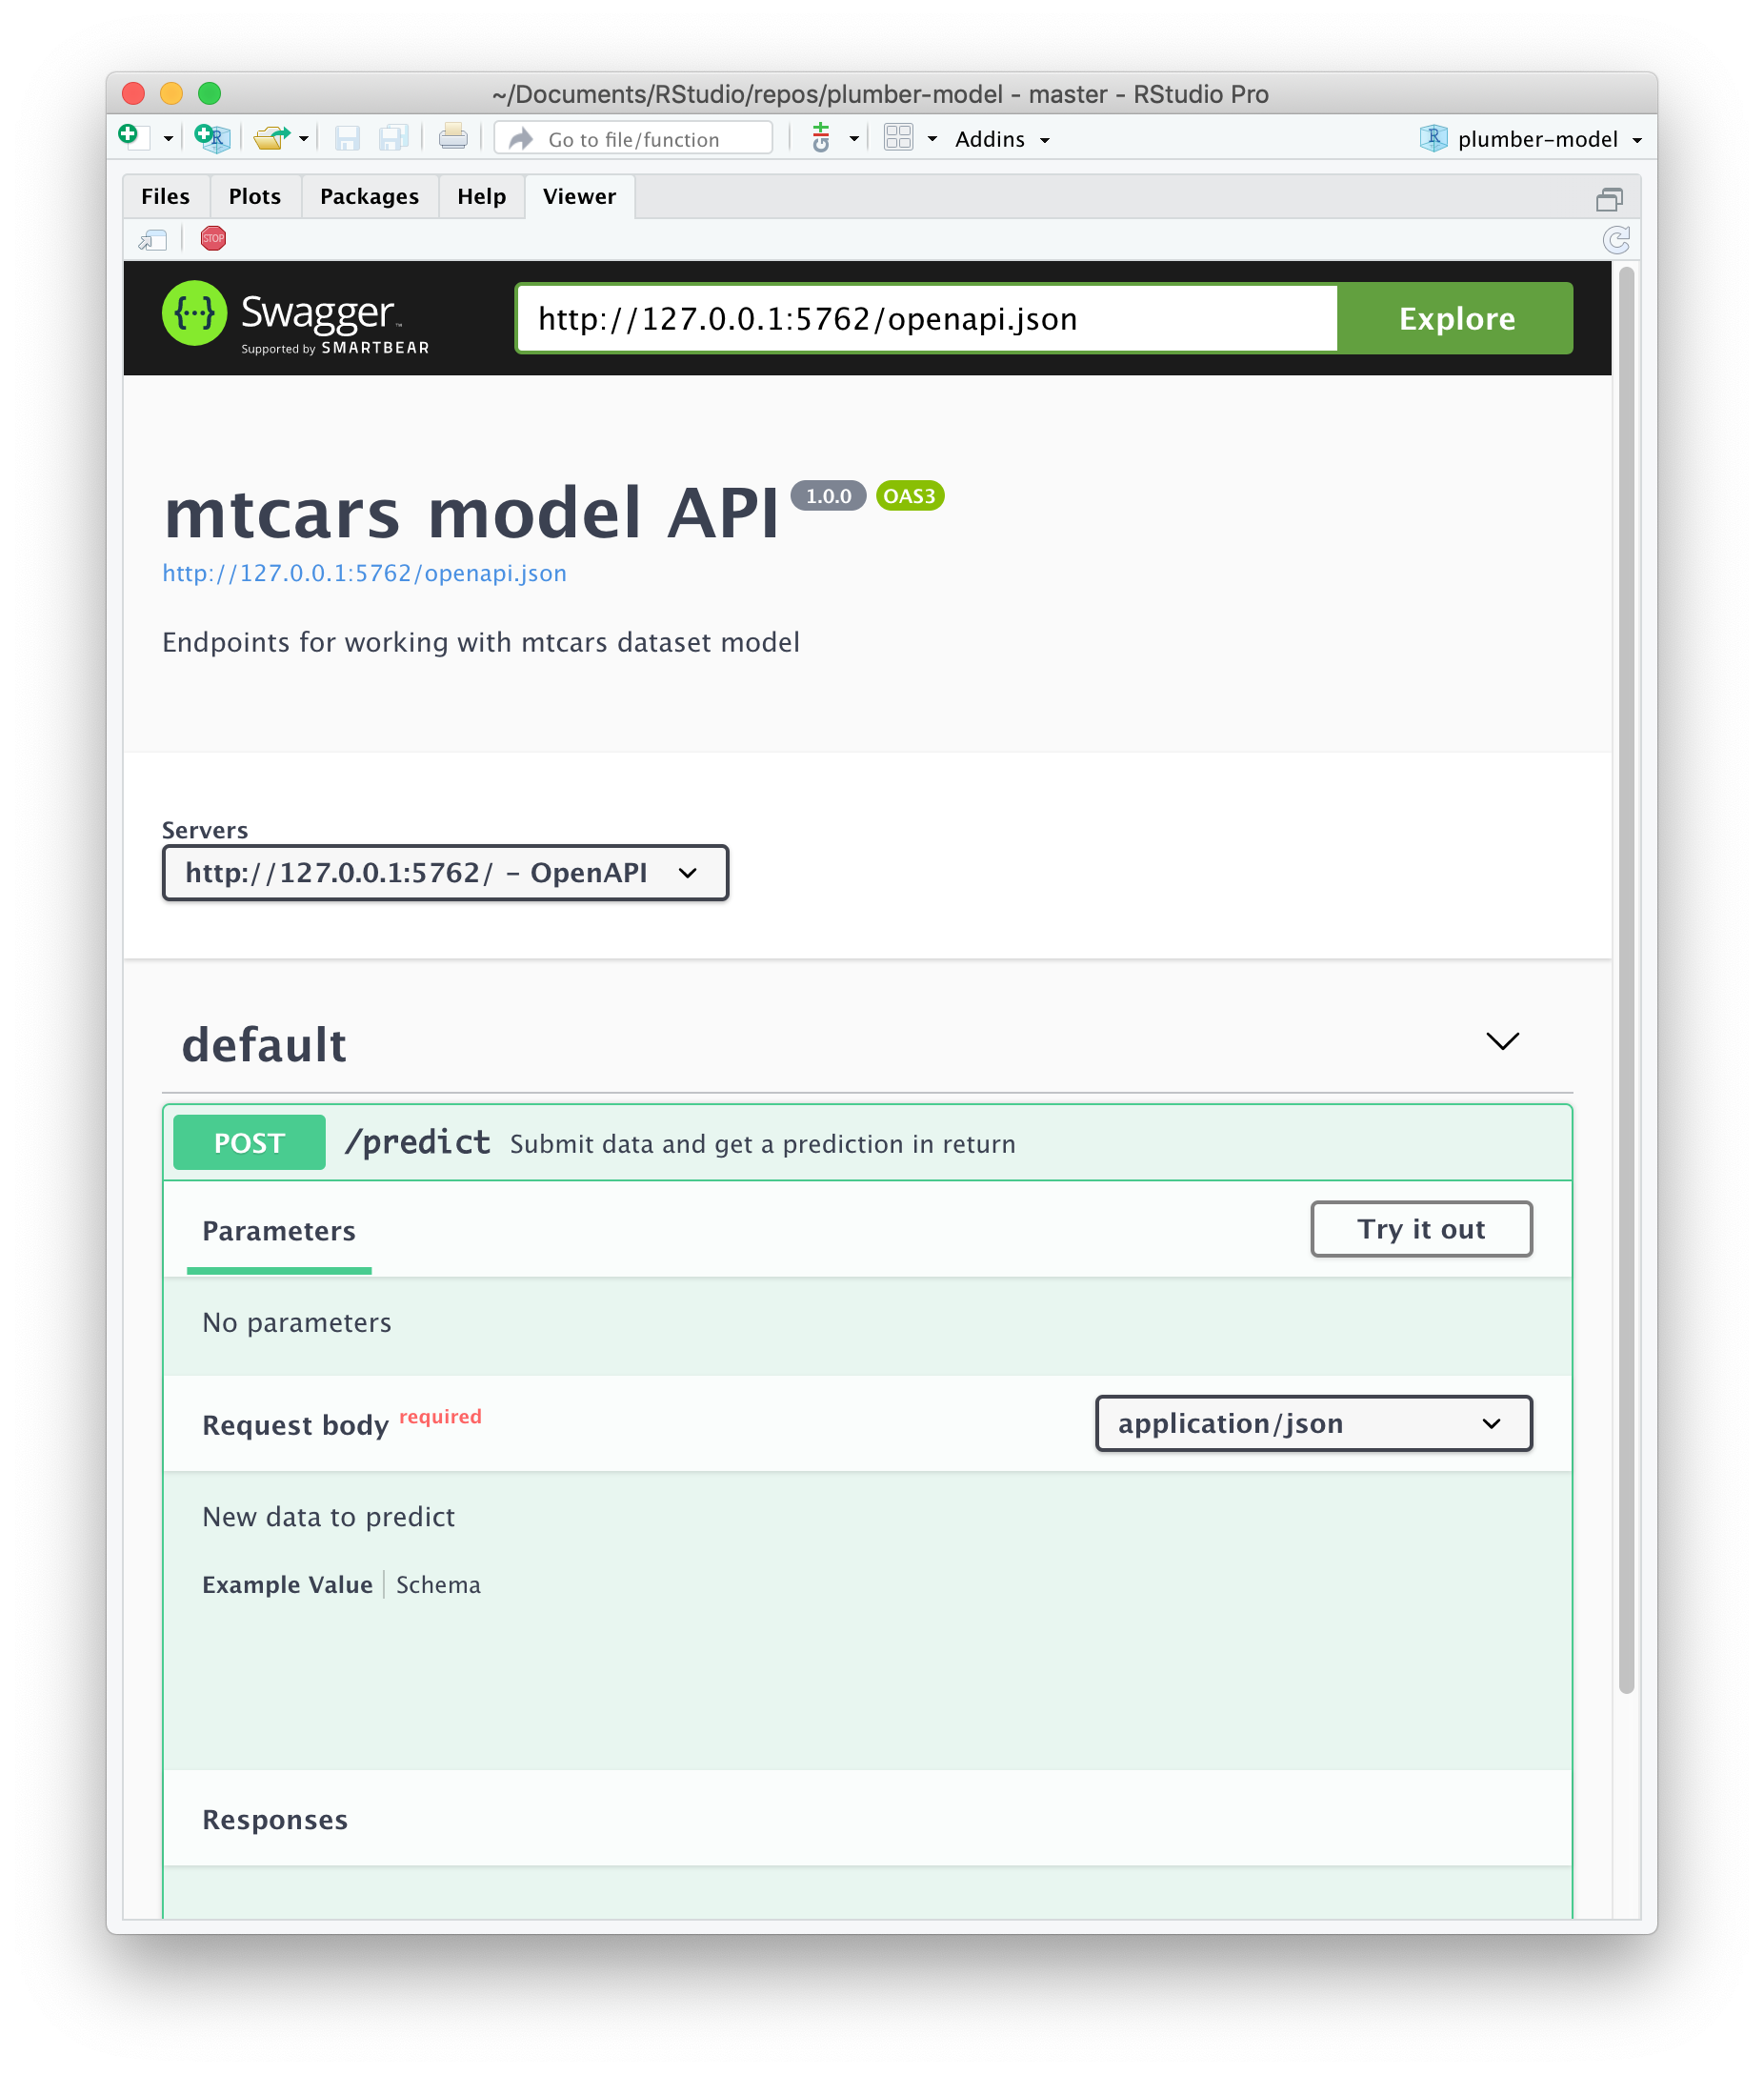 ~/Documents/RStudio/repos/plumber-model - master - RStudio Pro
Go to file/function
Addins
plumber-model
Files
Plots
Packages
Help
Viewer
STOP
Swagger™
Supported by SMARTBEAR
http://127.0.0.1:5762/openapi.json
Explore
mtcars model API 1.0.0 OAS3
http://127.0.0.1:5762/openapi.json
Endpoints for working with mtcars dataset model
Servers
http://127.0.0.1:5762/ - OpenAPI
default
POST /predict Submit data and get a prediction in return
Parameters
Try it out
No parameters
Request body required
application/json
New data to predict
Example Value | Schema
Responses